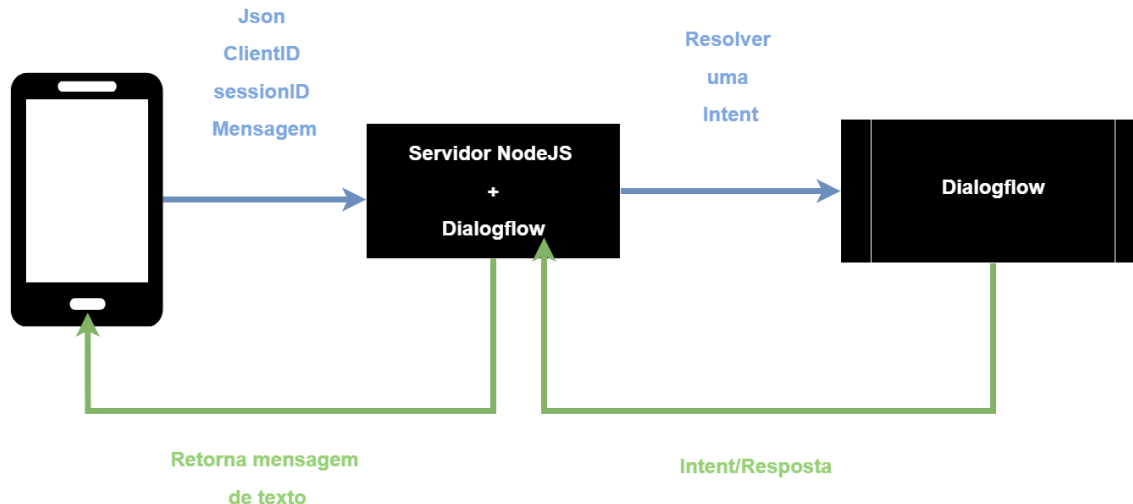 Json
ClientID
sessionID
Mensagem
Resolver
uma
Intent
Servidor NodeJS
+
Dialogflow
Dialogflow
Retorna mensagem
de texto
Intent/Resposta